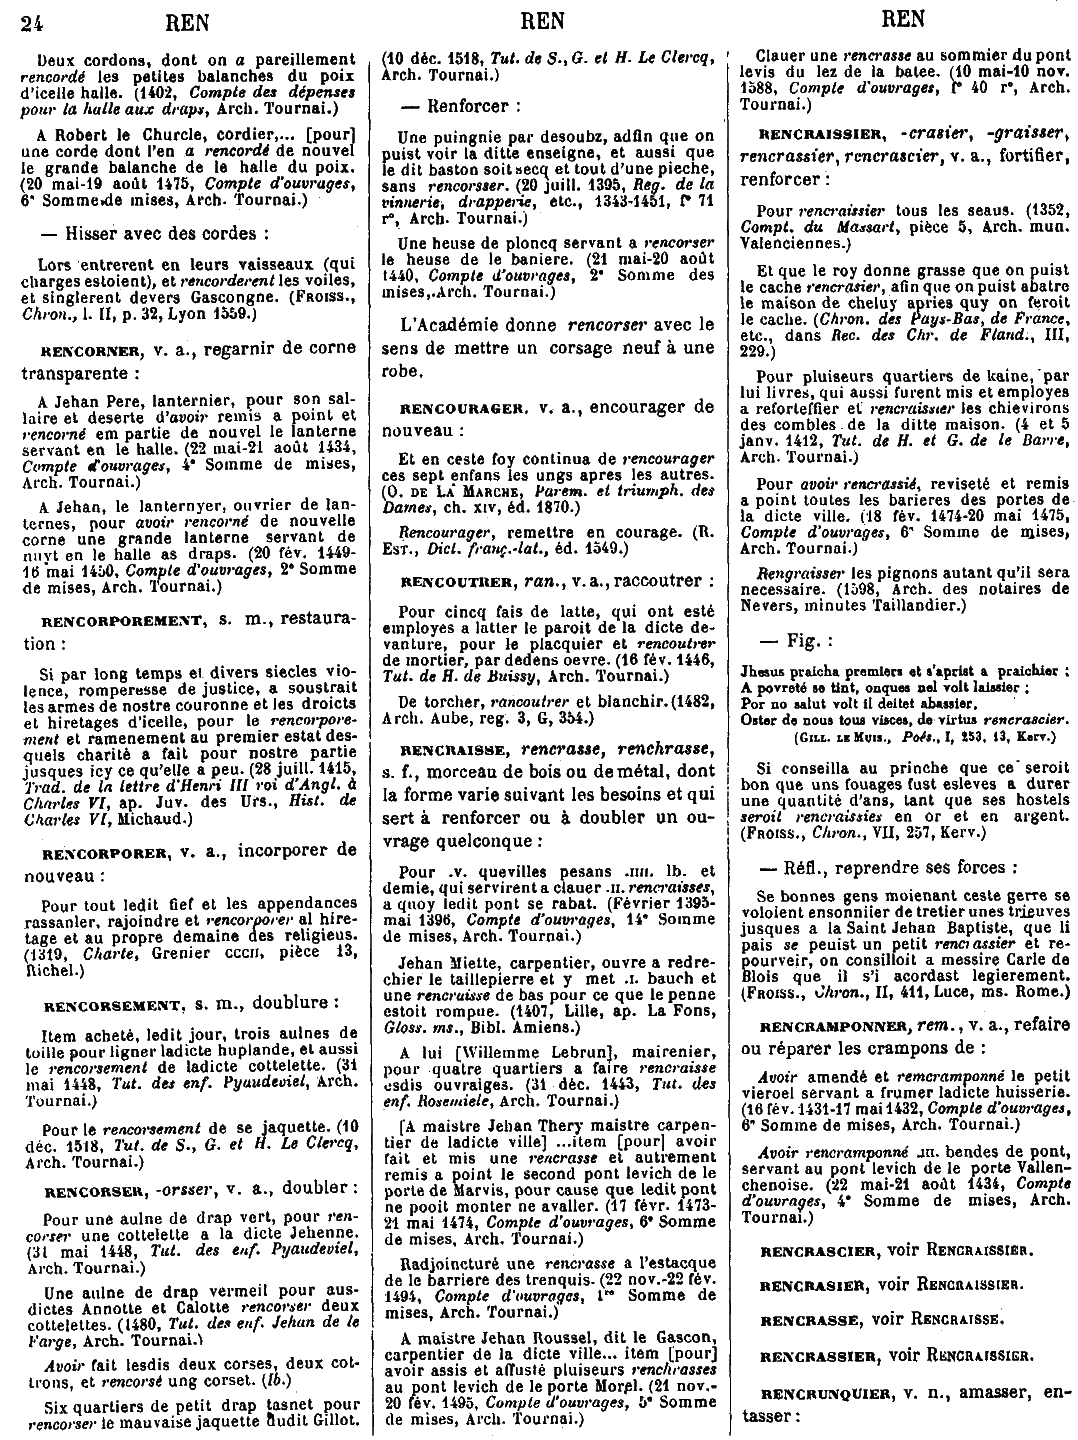 24 REN REN REN
Deux cordons, dont on a pareillement
rencordé les petites balanches du poix
d'icelle halle. (1402, Compte des dépenses
pour la halle aux draps, Arch. Tournai.)
A Robert le Churcle, cordier,... [pour]
une corde dont l'en a rencordé de nouvel
le grande balanche de le halle du poix.
(20 mai-19 août 1475, Compte d'ouvrages,
6e Somme de mises, Arch. Tournai.)
— Hisser avec des cordes :
Lors entrerent en leurs vaisseaux (qui
charges estoient), et rencorderent les voiles,
et singlerent devers Gascongne. (FROISS.,
Chron., l. II, p. 32, Lyon 1559.)
RENCORNER, v. a., regarnir de corne
transparente :
A Jehan Pere, lanternier, pour son sal-
laire et deserte d'avoir remis a point et
rencorné em partie de nouvel le lanterne
servant en le halle. (22 mai-21 août 1434,
Compte d'ouvrages, 4e Somme de mises,
Arch. Tournai.)
A Jehan, le lanternyer, ouvrier de lan-
ternes, pour avoir rencorné de nouvelle
corne une grande lanterne servant de
nuyt en le halle as draps. (20 fév. 1449-
16 mai 1450, Compte d'ouvrages, 2e Somme
de mises, Arch. Tournai.)
RENCORPOREMENT, s. m., restaura-
tion :
Si par long temps et divers siecles vio-
lence, romperesse de justice, a soustrait
les armes de nostre couronne et les droicts
et hiretages d'icelle, pour le rencorpore-
ment et ramenement au premier estat des-
quels charité a fait pour nostre partie
jusques icy ce qu'elle a peu. (28 juill. 1415,
Trad. de la lettre d'Henri III roi d'Angl. à
Charles VI, ap. Juv. des Urs., Hist. de
Charles VI, Michaud.)
RENCORPORER, v. a., incorporer de
nouveau :
Pour tout ledit fief et les appendances
rassanler, rajoindre et rencorporer al hire-
tage et au propre demaine des religieus.
(1319, Charte, Grenier CCCII, pièce 13,
Richel.)
RENCORSEMENT, s. m., doublure :
Item acheté, ledit jour, trois aulnes de
toille pour ligner ladicte huplande, et aussi
le rencorsement de ladicte cottelette. (31
mai 1448, Tut. des enf. Pyaudeviel, Arch.
Tournai.)
Pour le rencorsement de se jaquette. (10
déc. 1518, Tut. de S., G. et H. Le Clercq,
Arch. Tournai.)
RENCORSER, -orsser, v. a., doubler :
Pour une aulne de drap vert, pour ren-
corser une cottelette a la dicte Jehenne.
(31 mai 1448, Tut. des enf. Pyaudeviel,
Arch. Tournai.)
Une aulne de drap vermeil pour aus-
dictes Annotte et Calotte rencorser deux
cottelettes. (1480, Tut. des enf. Jehan de le
Farge, Arch. Tournai.)
Avoir fait lesdis deux corses, deux cot-
trons, et rencorsé ung corset. (Ib.)
Six quartiers de petit drap tasnet pour
rencorser le mauvaise jaquette audit Gillot.
(10 déc. 1518, Tut. de S., G. et H. Le Clercq,
Arch. Tournai.)
— Renforcer :
Une puingnie par desoubz, adfin que on
puist voir la ditte enseigne, et aussi que
le dit baston soit secq et tout d'une pieche,
sans rencorsser. (20 juill. 1395, Reg. de la
vinnerie, drapperie, etc., 1343-1451, f° 71
r°, Arch. Tournai.)
Une heuse de ploncq servant a rencorser
le heuse de le baniere. (21 mai-20 août
1440, Compte d'ouvrages, 2e Somme des
mises, Arch. Tournai.)
L'Académie donne rencorser avec le
sens de mettre un corsage neuf à une
robe.
RENCOURAGER, v. a., encourager de
nouveau :
Et en ceste foy continua de rencourager
ces sept enfans les ungs apres les autres.
(O. DE LA MARCHE, Parem. et triumph. des
Dames, ch. XIV, éd. 1870.)
Rencourager, remettre en courage. (R.
EST., Dict. franç.-lat., éd. 1549.)
RENCOUTRER, ran., v. a., raccoutrer :
Pour cincq fais de latte, qui ont esté
employes a latter le paroit de la dicte de-
vanture, pour le placquier et rencoutrer
de mortier, par dedens oevre. (16 fév. 1446,
Tut. de H. de Buissy, Arch. Tournai.)
De torcher, rancoutrer et blanchir. (1482,
Arch. Aube, reg. 3, G, 354.)
RENCRAISSE, rencrasse, renchrasse,
s. f., morceau de bois ou de métal, dont
la forme varie suivant les besoins et qui
sert à renforcer ou à doubler un ou-
vrage quelconque :
Pour .v. quevilles pesans .IIII. lb. et
demie, qui servirent a clauer .II. rencraisses,
a quoy ledit pont se rabat. (Février 1395-
mai 1396, Compte d'ouvrages, 14e Somme
de mises, Arch. Tournai.)
Jehan Miette, carpentier, ouvre a redre-
chier le taillepierre et y met .I. bauch et
une rencraisse de bas pour ce que le penne
estoit rompue. (1407, Lille, ap. La Fons,
Gloss. ms., Bibl. Amiens.)
A lui [Willemme Lebrun], mairenier,
pour quatre quartiers a faire rencraisse
esdis ouvraiges. (31 déc. 1443, Tut. des
enf. Rosemiele, Arch. Tournai.)
[A maistre Jehan Thery maistre carpen-
tier de ladicte ville] ...item [pour] avoir
fait et mis une rencrasse et autrement
remis a point le second pont levich de le
porte de Marvis, pour cause que ledit pont
ne pooit monter ne avaller. (17 févr. 1473-
21 mai 1474, Compte d'ouvrages, 6e Somme
de mises, Arch. Tournai.)
Radjoincturé une rencrasse a l'estacque
de le barriere des trenquis. (22 nov.-22 fév.
1494, Compte d'ouvrages, 1re Somme de
mises, Arch. Tournai.)
A maistre Jehan Roussel, dit le Gascon,
carpentier de la dicte ville... item [pour]
avoir assis et affusté pluiseurs renchrasses
au pont levich de le porte Morel. (21 nov.-
20 fév. 1495, Compte d'ouvrages, 5e Somme
de mises, Arch. Tournai.)
Clauer une rencrasse au sommier du pont
levis du lez de la batee. (10 mai-10 nov.
1588, Compte d'ouvrages, f° 40 r°, Arch.
Tournai.)
RENCRAISSIER, -crasier, -graisser,
rencrassier, rencrascier, v. a., fortifier,
renforcer :
Pour rencraissier tous les seaus. (1352,
Compt. du Massart, pièce 5, Arch. mun.
Valenciennes.)
Et que le roy donne grasse que on puist
le cache rencrasier, afin que on puist abatre
le maison de cheluy apries quy on feroit
le cache. (Chron. des Pays-Bas, de France,
etc., dans Rec. des Chr. de Fland., III,
229.)
Pour pluiseurs quartiers de kaine, par
lui livres, qui aussi furent mis et employes
a reforteffier et rencraissier les chievirons
des combles de la ditte maison. (4 et 5
janv. 1412, Tut. de H. et G. de le Barre,
Arch. Tournai.)
Pour avoir rencrassié, reviseté et remis
a point toutes les barieres des portes de
la dicte ville. (18 fév. 1474-20 mai 1475,
Compte d'ouvrages, 6e Somme de mises,
Arch. Tournai.)
Rengraisser les pignons autant qu'il sera
necessaire. (1598, Arch. des notaires de
Nevers, minutes Taillandier.)
— Fig. :
Jhesus praicha premiers et s'aprist a praichier ;
A povreté se tint, onques nel volt laissier ;
Por no salut volt il deitet abassier,
Oster de nous tous visces, de virtus rencrascier.
(GILL. LE MUIS., Poés., I, 253, 13, Kerv.)
Si conseilla au prinche que ce seroit
bon que uns fouages fust esleves a durer
une quantité d'ans, tant que ses hostels
seroit rencraissies en or et en argent.
(FROISS., Chron., VII, 257, Kerv.)
— Réfl., reprendre ses forces :
Se bonnes gens moienant ceste gerre se
voloient ensonniier de tretier unes trieuves
jusques a la Saint Jehan Baptiste, que li
pais se peuist un petit rencrassier et re-
pourveir, on consilloit a messire Carle de
Blois que il s'i acordast legierement.
(FROISS., Chron., II, 411, Luce, ms. Rome.)
RENCRAMPONNER, rem., v. a., refaire
ou réparer les crampons de :
Avoir amendé et remcramponné le petit
vieroel servant a frumer ladicte huisserie.
(16 fév. 1431-17 mai 1432, Compte d'ouvrages,
6e Somme de mises, Arch. Tournai.)
Avoir rencramponné .III. bendes de pont,
servant au pont levich de le porte Vallen-
chenoise. (22 mai-21 août 1434, Compte
d'ouvrages, 4e Somme de mises, Arch.
Tournai.)
RENCRASCIER, voir RENCRAISSIER.
RENCRASIER, voir RENCRAISSIER.
RENCRASSE, voir RENCRAISSE.
RENCRASSIER, voir RENCRAISSIER.
RENCRUNQUIER, v. n., amasser, en-
tasser :